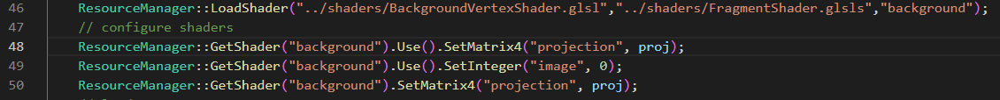 46 ResourceManager::LoadShader("../shaders/BackgroundVertexShader.glsl","../shaders/FragmentShader.glsls","background");
47 // configure shaders
48 ResourceManager::GetShader("background").Use().SetMatrix4("projection", proj);
49 ResourceManager::GetShader("background").Use().SetInteger("image", 0);
50 ResourceManager::GetShader("background").SetMatrix4("projection", proj);